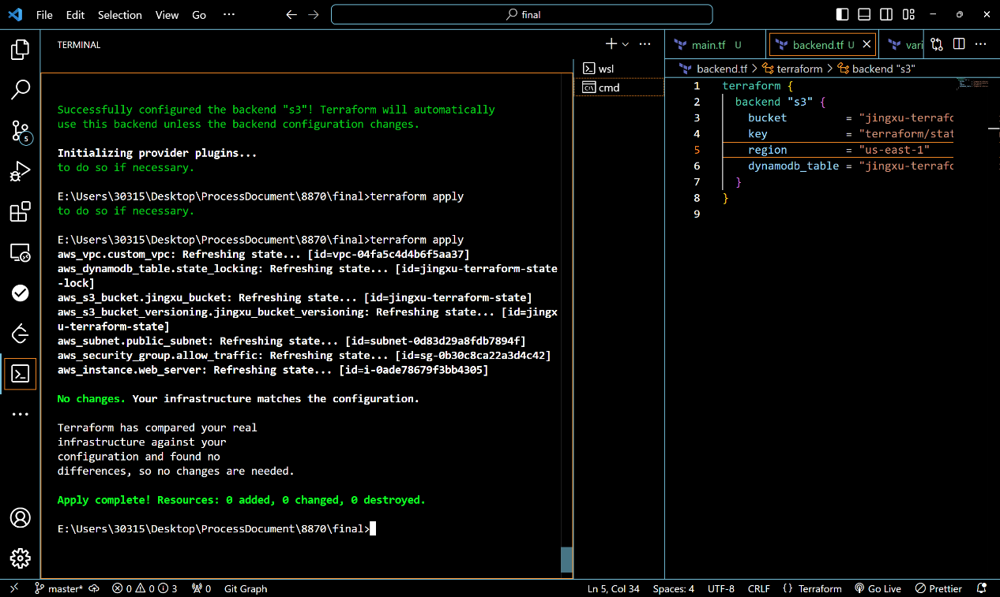 File Edit Selection View Go ... final
TERMINAL
wsl
cmd
Successfully configured the backend "s3"! Terraform will automatically
use this backend unless the backend configuration changes.
Initializing provider plugins...
to do so if necessary.
E:\Users\30315\Desktop\ProcessDocument\8870\final>terraform apply
to do so if necessary.
E:\Users\30315\Desktop\ProcessDocument\8870\final>terraform apply
aws_vpc.custom_vpc: Refreshing state... [id=vpc-04fa5c4d4b6f5aa37]
aws_dynamodb_table.state_locking: Refreshing state... [id=jingxu-terraform-state
-lock]
aws_s3_bucket.jingxu_bucket: Refreshing state... [id=jingxu-terraform-state]
aws_s3_bucket_versioning.jingxu_bucket_versioning: Refreshing state... [id=jingx
u-terraform-state]
aws_subnet.public_subnet: Refreshing state... [id=subnet-0d83d29a8fdb7894f]
aws_security_group.allow_traffic: Refreshing state... [id=sg-0b30c8ca22a3d4c42]
aws_instance.web_server: Refreshing state... [id=i-0ade78679f3bb4305]
No changes. Your infrastructure matches the configuration.
Terraform has compared your real
infrastructure against your
configuration and found no
differences, so no changes are needed.
Apply complete! Resources: 0 added, 0 changed, 0 destroyed.
E:\Users\30315\Desktop\ProcessDocument\8870\final>
main.tf U backend.tf U vari
backend.tf > terraform > backend "s3"
1 terraform {
2 backend "s3" {
3 bucket = "jingxu-terrafo
4 key = "terraform/stat
5 region = "us-east-1"
6 dynamodb_table = "jingxu-terrafo
7 }
8 }
9
5
master* 0 0 3 0 Git Graph Ln 5, Col 34 Spaces: 4 UTF-8 CRLF {} Terraform Go Live Prettier